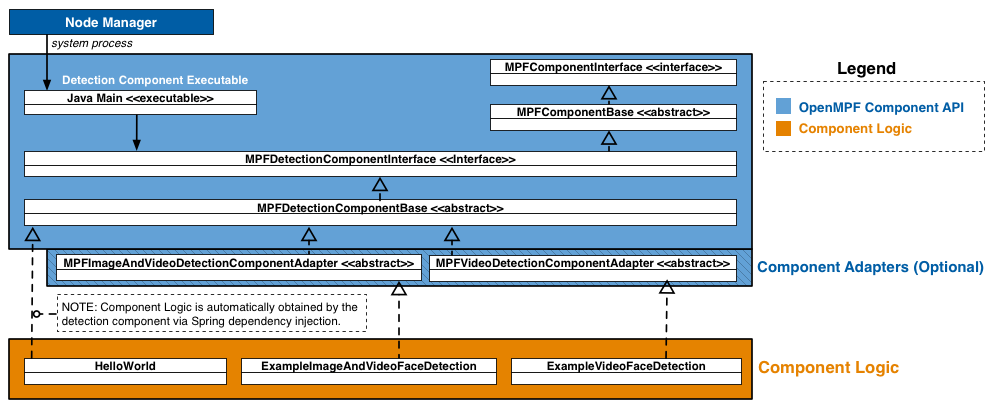 Node Manager
system process
Detection Component Executable
Java Main <<executable>>
MPFComponentInterface <<interface>>
MPFComponentBase <<abstract>>
MPFDetectionComponentInterface <<interface>>
MPFDetectionComponentBase <<abstract>>
MPFImageAndVideoDetectionComponentAdapter <<abstract>>
MPFVideoDetectionComponentAdapter <<abstract>>
Component Adapters (Optional)
NOTE: Component Logic is automatically obtained by the
detection component via Spring dependency injection.
HelloWorld
ExampleImageAndVideoFaceDetection
ExampleVideoFaceDetection
Component Logic
Legend
OpenMPF Component API
Component Logic